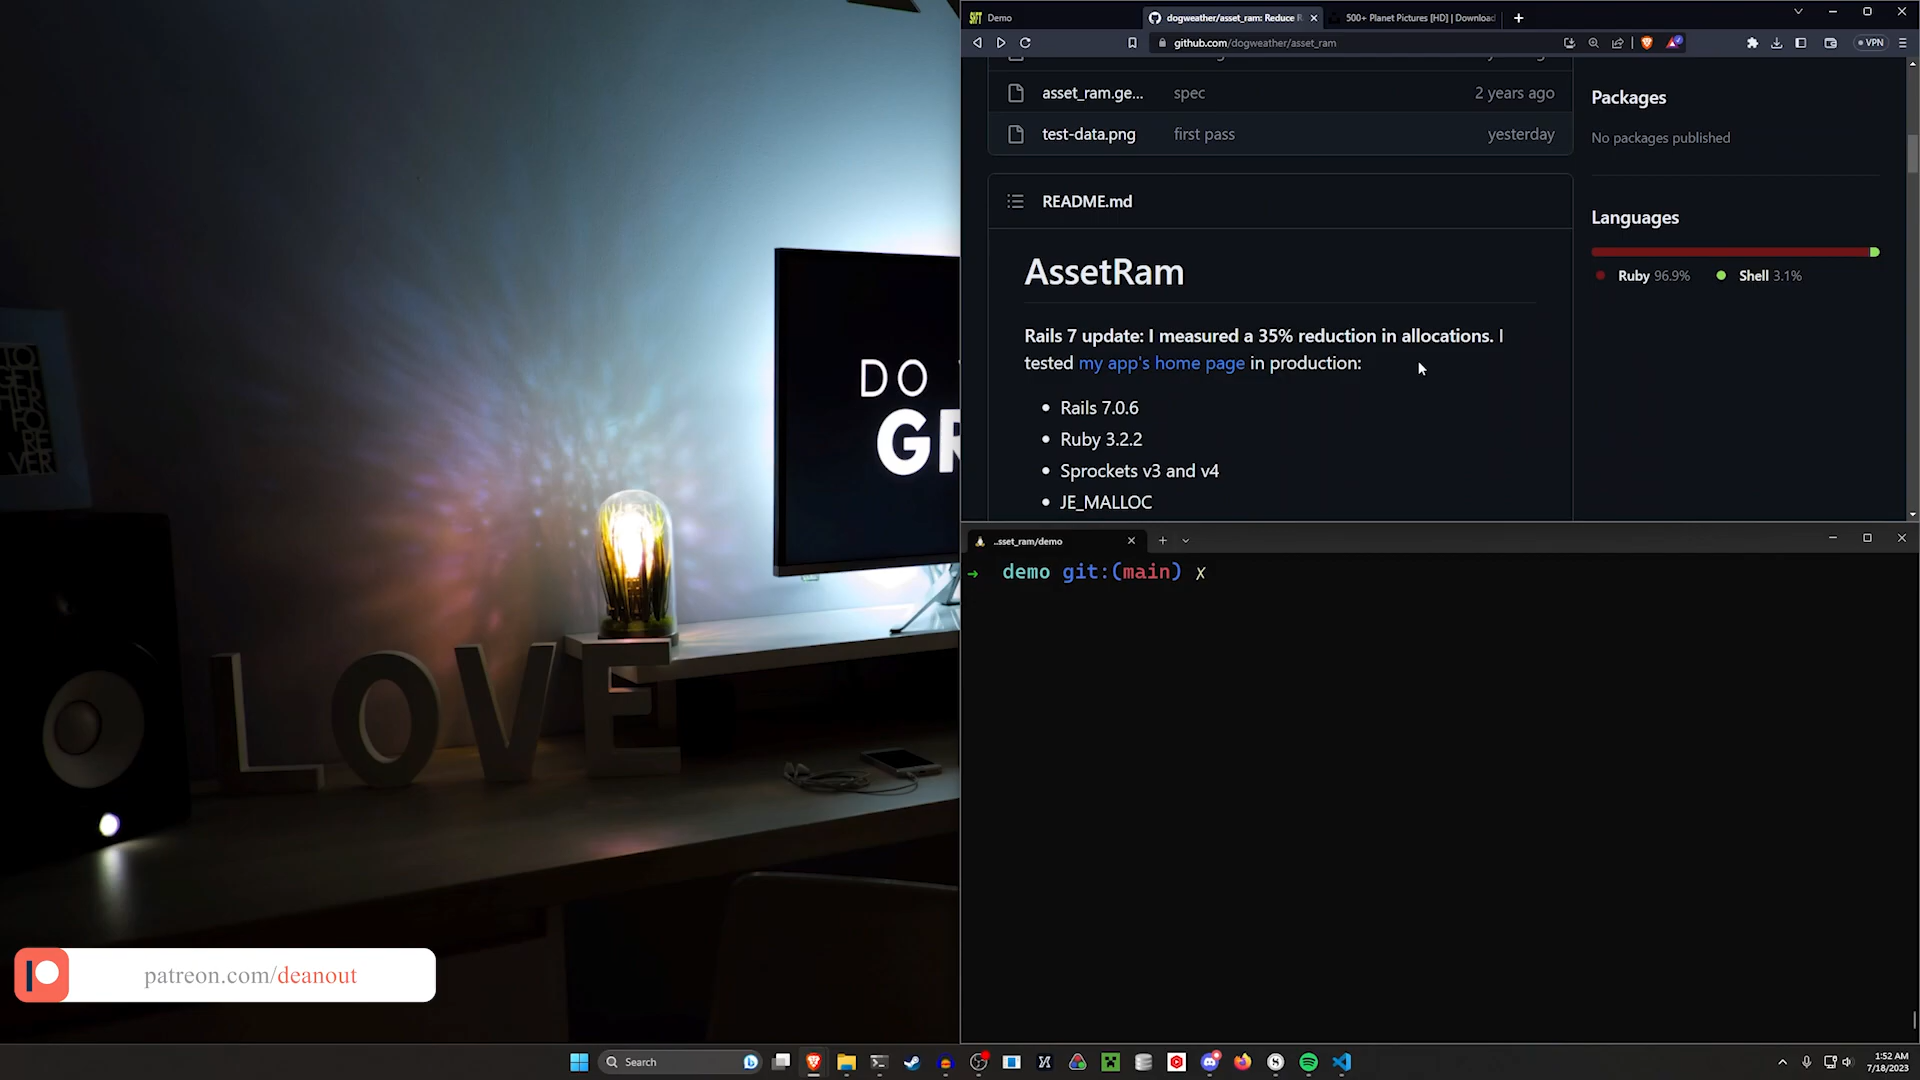 Demo
dogweather/asset_ram: Reduce R
500+ Planet Pictures [HD] | Download
github.com/dogweather/asset_ram
VPN
asset_ram.ge...
spec
2 years ago
test-data.png
first pass
yesterday
README.md
AssetRam
Rails 7 update: I measured a 35% reduction in allocations. I
tested my app's home page in production:
Rails 7.0.6
Ruby 3.2.2
Sprockets v3 and v4
JE_MALLOC
Packages
No packages published
Languages
Ruby 96.9%
Shell 3.1%
..sset_ram/demo
→ demo git:(main) x
DO
GR
LOVE
patreon.com/deanout
Search
1:52 AM
7/18/2023